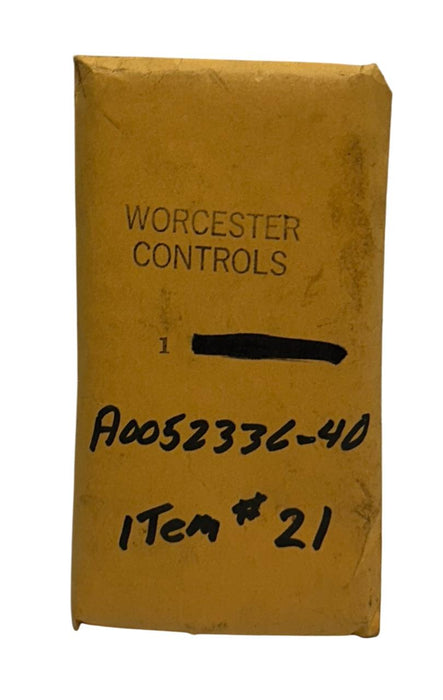 WORCESTER
CONTROLS
1
A0052336-40
ITem # 21